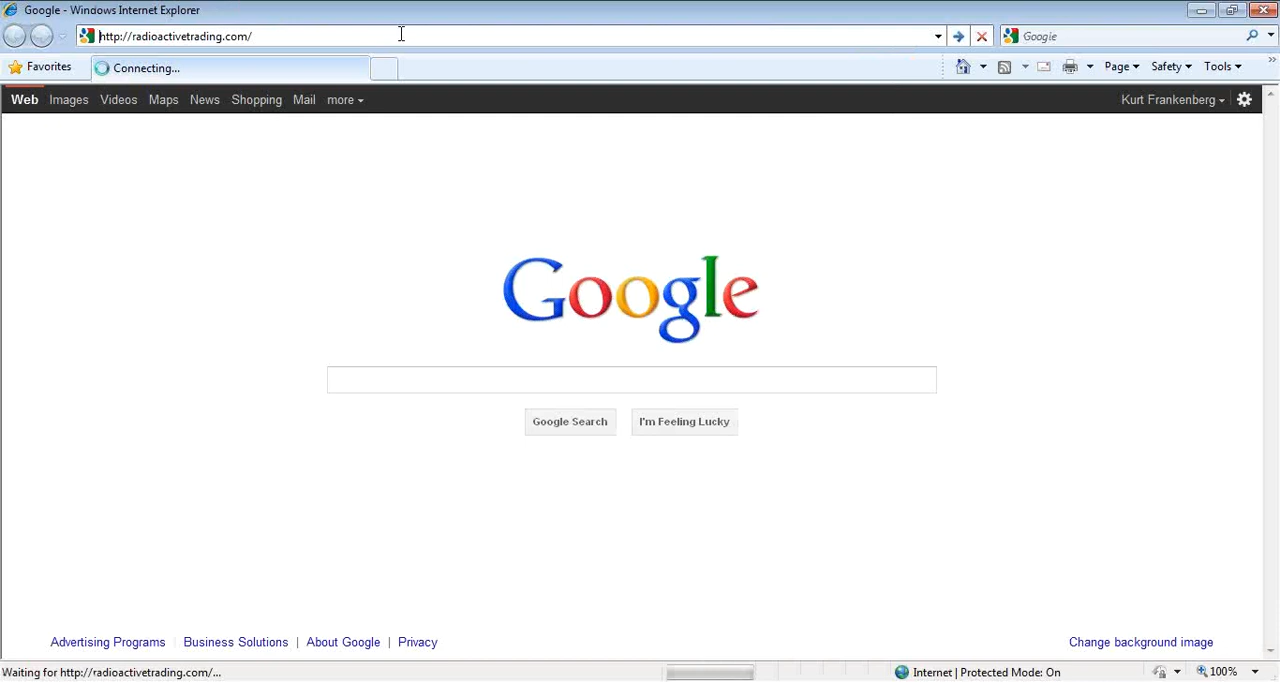 Google - Windows Internet Explorer
http://radioactivetrading.com/
Google
Favorites
Connecting...
Page
Safety
Tools
Web Images Videos Maps News Shopping Mail more
Kurt Frankenberg
Google
Google Search
I'm Feeling Lucky
Advertising Programs
Business Solutions | About Google | Privacy
Change background image
Waiting for http://radioactivetrading.com/...
Internet | Protected Mode: On
100%